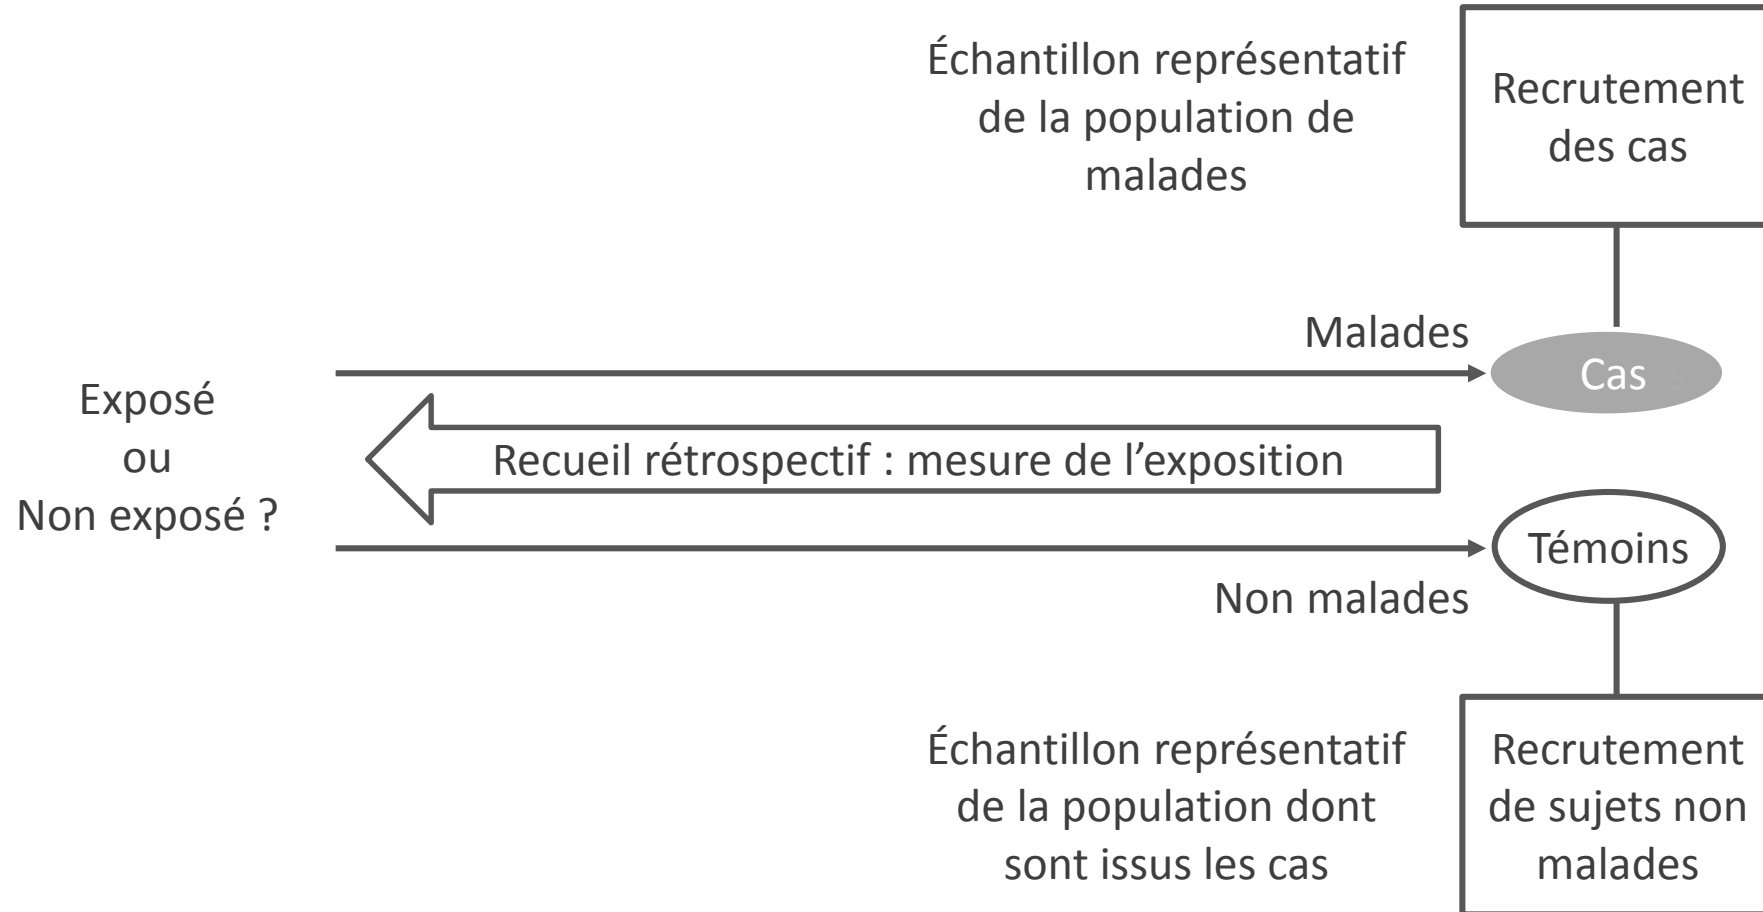 Échantillon représentatif
de la population de
malades
Recrutement
des cas
Malades
Cas
Exposé
ou
Non exposé ?
Recueil rétrospectif : mesure de l’exposition
Témoins
Non malades
Échantillon représentatif
de la population dont
sont issus les cas
Recrutement
de sujets non
malades